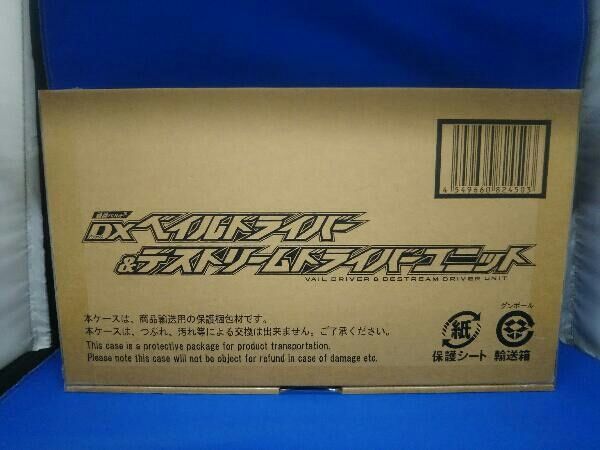 変身ベルト
DXベイルドライバー
&デストリームドライバーユニット
VAIL DRIVER & DESTREAM DRIVER UNIT
4 549660 824503
本ケースは、商品輸送用の保護梱包材です。
本ケースは、つぶれ、汚れ等による交換は出来ません。ご了承ください。
This case is a protective package for product transportation.
Please note this case will not be object for refund in case of damage etc.
紙
保護シート
ダンボール
輸送箱